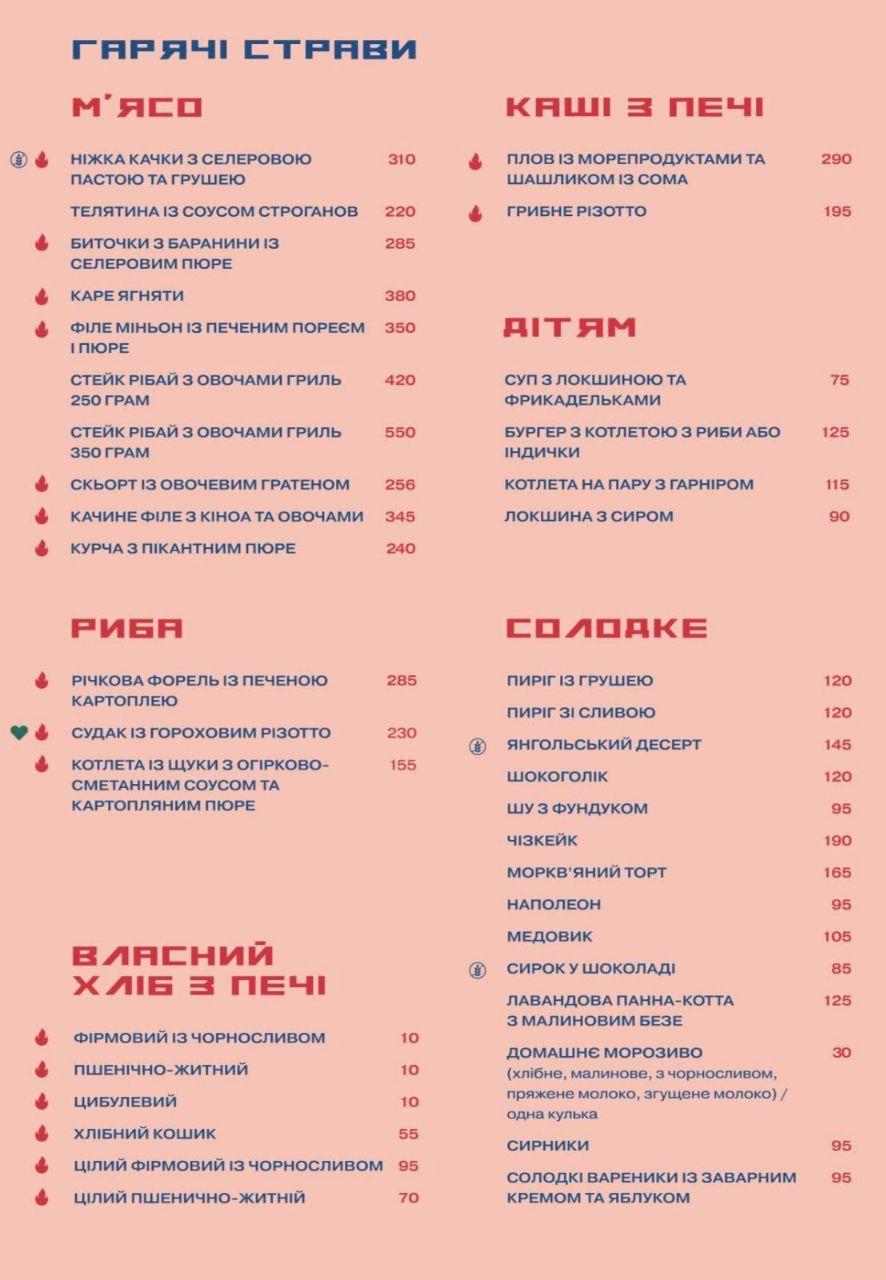 ГАРЯЧІ СТРАВИ
М'ЯСО
НІЖКА КАЧКИ З СЕЛЕРОВОЮ 310
ПАСТОЮ ТА ГРУШЕЮ
ТЕЛЯТИНА ІЗ СОУСОМ СТРОГАНОВ 220
БИТОЧКИ З БАРАНИНИ ІЗ 285
СЕЛЕРОВИМ ПЮРЕ
КАРЕ ЯГНЯТИ 380
ФІЛЕ МІНЬОН ІЗ ПЕЧЕНИМ ПОРЕЄМ 350
І ПЮРЕ
СТЕЙК РІБАЙ З ОВОЧАМИ ГРИЛЬ 420
250 ГРАМ
СТЕЙК РІБАЙ З ОВОЧАМИ ГРИЛЬ 550
350 ГРАМ
СКЬОРТ ІЗ ОВОЧЕВИМ ГРАТЕНОМ 256
КАЧИНЕ ФІЛЕ З КІНОА ТА ОВОЧАМИ 345
КУРЧА З ПІКАНТНИМ ПЮРЕ 240
РИБА
РІЧКОВА ФОРЕЛЬ ІЗ ПЕЧЕНОЮ 285
КАРТОПЛЕЮ
СУДАК ІЗ ГОРОХОВИМ РІЗОТТО 230
КОТЛЕТА ІЗ ЩУКИ З ОГІРКОВО- 155
СМЕТАННИМ СОУСОМ ТА
КАРТОПЛЯНИМ ПЮРЕ
ВЛАСНИЙ
ХЛІБ З ПЕЧІ
ФІРМОВИЙ ІЗ ЧОРНОСЛИВОМ 10
ПШЕНІЧНО-ЖИТНИЙ 10
ЦИБУЛЕВИЙ 10
ХЛІБНИЙ КОШИК 55
ЦІЛИЙ ФІРМОВИЙ ІЗ ЧОРНОСЛИВОМ 95
ЦІЛИЙ ПШЕНИЧНО-ЖИТНІЙ 70
КАШІ З ПЕЧІ
ПЛОВ ІЗ МОРЕПРОДУКТАМИ ТА 290
ШАШЛИКОМ ІЗ СОМА
ГРИБНЕ РІЗОТТО 195
ДІТЯМ
СУП З ЛОКШИНОЮ ТА 75
ФРИКАДЕЛЬКАМИ
БУРГЕР З КОТЛЕТОЮ З РИБИ АБО 125
ІНДИЧКИ
КОТЛЕТА НА ПАРУ З ГАРНІРОМ 115
ЛОКШИНА З СИРОМ 90
СОЛОДКЕ
ПИРІГ ІЗ ГРУШЕЮ 120
ПИРІГ ЗІ СЛИВОЮ 120
ЯНГОЛЬСЬКИЙ ДЕСЕРТ 145
ШОКОГОЛІК 120
ШУ З ФУНДУКОМ 95
ЧІЗКЕЙК 190
МОРКВ'ЯНИЙ ТОРТ 165
НАПОЛЕОН 95
МЕДОВИК 105
СИРОК У ШОКОЛАДІ 85
ЛАВАНДОВА ПАННА-КОТТА 125
З МАЛИНОВИМ БЕЗЕ
ДОМАШНЄ МОРОЗИВО 30
(хлібне, малинове, з чорносливом,
пряжене молоко, згущене молоко) /
одна кулька
СИРНИКИ 95
СОЛОДКІ ВАРЕНИКИ ІЗ ЗАВАРНИМ 95
КРЕМОМ ТА ЯБЛУКОМ